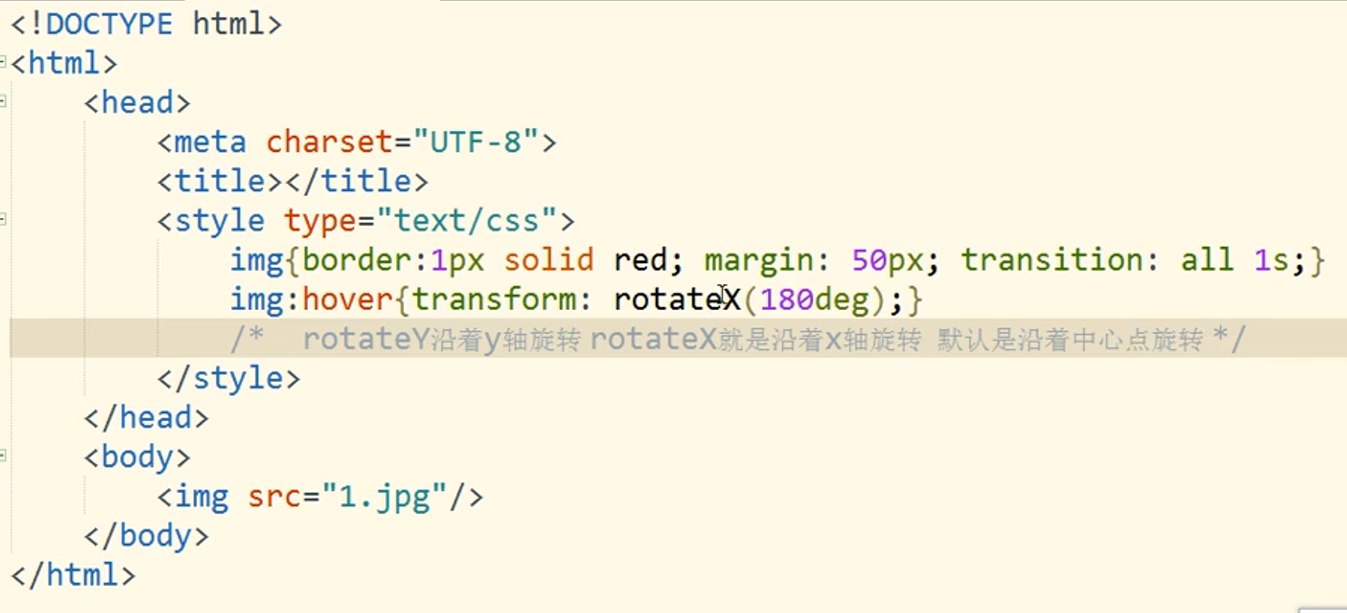 <!DOCTYPE html>
<html>
    <head>
        <meta charset="UTF-8">
        <title></title>
        <style type="text/css">
            img{border:1px solid red; margin: 50px; transition: all 1s;}
            img:hover{transform: rotateX(180deg);}
            /*  rotateY沿着y轴旋转 rotateX就是沿着x轴旋转  默认是沿着中心点旋转 */
        </style>
    </head>
    <body>
        <img src="1.jpg"/>
    </body>
</html>